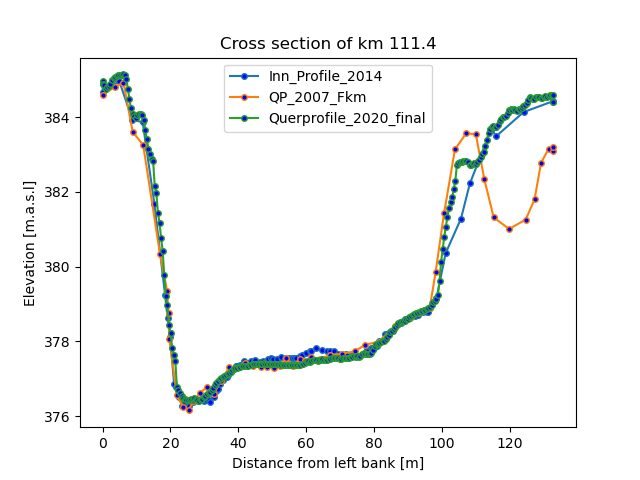 Cross section of km 111.4
Inn_Profile_2014
QP_2007_Fkm
Querprofile_2020_final
Elevation [m.a.s.l]
384
382
380
378
376
0 20 40 60 80 100 120
Distance from left bank [m]